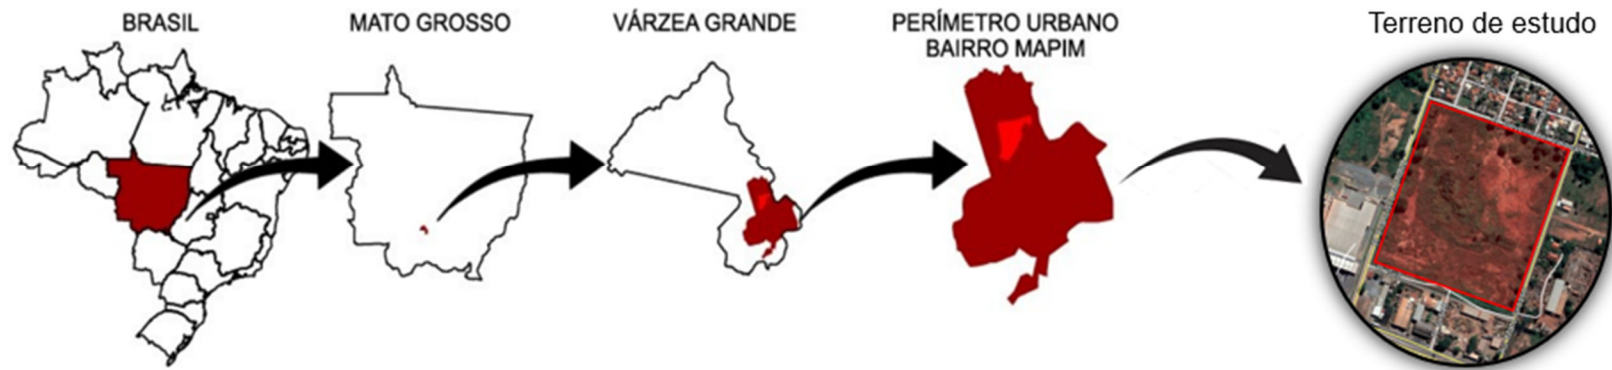 BRASIL
MATO GROSSO
VÁRZEA GRANDE
PERÍMETRO URBANO
BAIRRO MAPIM
Terreno de estudo